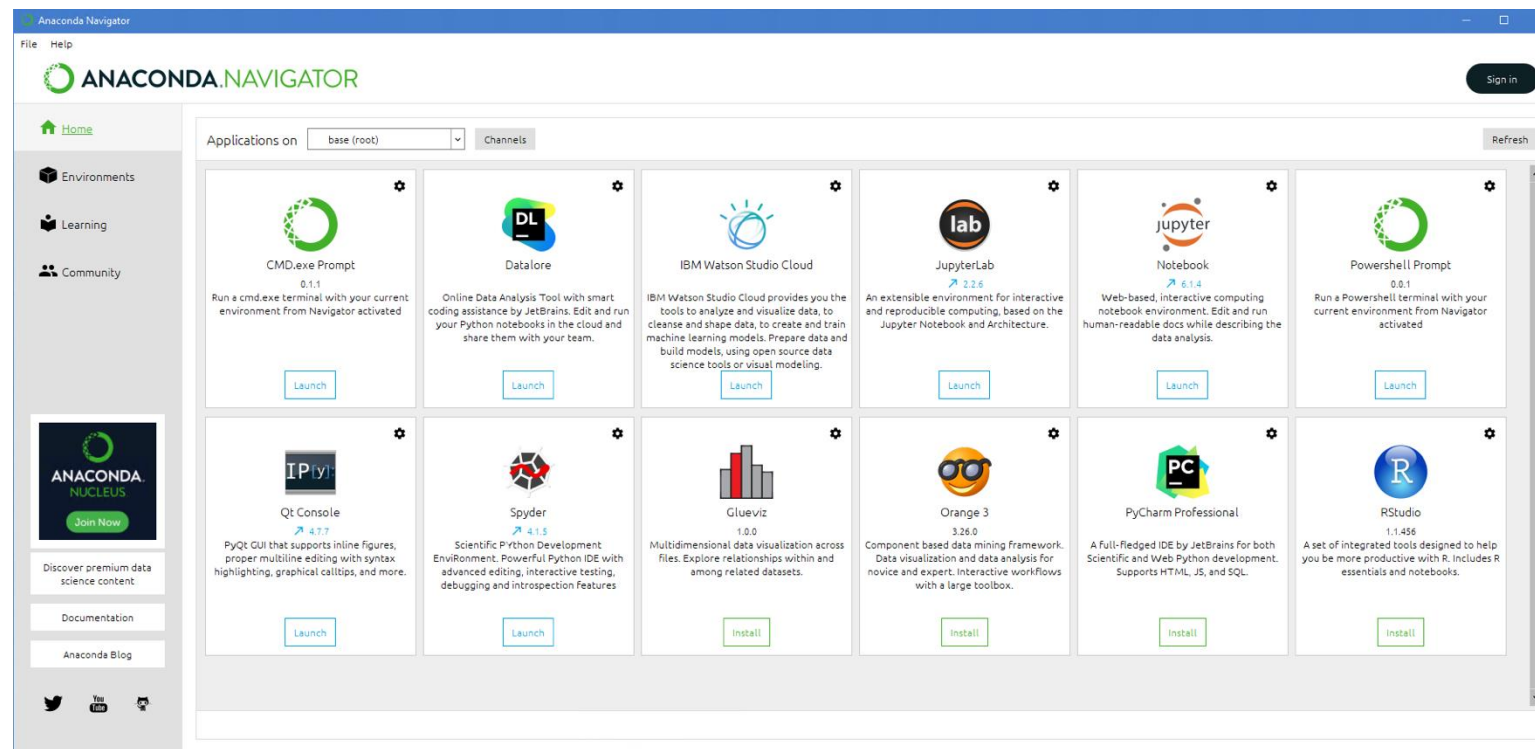 Anaconda Navigator
File Help
ANACONDA.NAVIGATOR
Sign in
Home
Environments
Learning
Community
ANACONDA.
NUCLEUS
Join Now
Discover premium data
science content
Documentation
Anaconda Blog
You
Tube
Applications on base (root) Channels
Refresh
CMD.exe Prompt
0.1.1
Run a cmd.exe terminal with your current
environment from Navigator activated
Launch
DL
Datalore
Online Data Analysis Tool with smart
coding assistance by JetBrains. Edit and run
your Python notebooks in the cloud and
share them with your team.
Launch
IBM Watson Studio Cloud
IBM Watson Studio Cloud provides you the
tools to analyze and visualize data, to
cleanse and shape data, to create and train
machine learning models. Prepare data and
build models, using open source data
science tools or visual modeling.
Launch
lab
JupyterLab
2.2.6
An extensible environment for interactive
and reproducible computing, based on the
Jupyter Notebook and Architecture.
Launch
jupyter
Notebook
6.1.4
Web-based, interactive computing
notebook environment. Edit and run
human-readable docs while describing the
data analysis.
Launch
Powershell Prompt
0.0.1
Run a Powershell terminal with your
current environment from Navigator
activated
Launch
IP[y]:
Qt Console
4.7.7
PyQt GUI that supports inline figures,
proper multiline editing with syntax
highlighting, graphical calltips, and more.
Launch
Spyder
4.1.5
Scientific PYthon Development
EnviRonment. Powerful Python IDE with
advanced editing, interactive testing,
debugging and introspection features
Launch
Glueviz
1.0.0
Multidimensional data visualization across
files. Explore relationships within and
among related datasets.
Install
Orange 3
3.26.0
Component based data mining framework.
Data visualization and data analysis for
novice and expert. Interactive workflows
with a large toolbox.
Install
PC
PyCharm Professional
A full-fledged IDE by JetBrains for both
Scientific and Web Python development.
Supports HTML, JS, and SQL.
Install
R
RStudio
1.1.456
A set of integrated tools designed to help
you be more productive with R. Includes R
essentials and notebooks.
Install